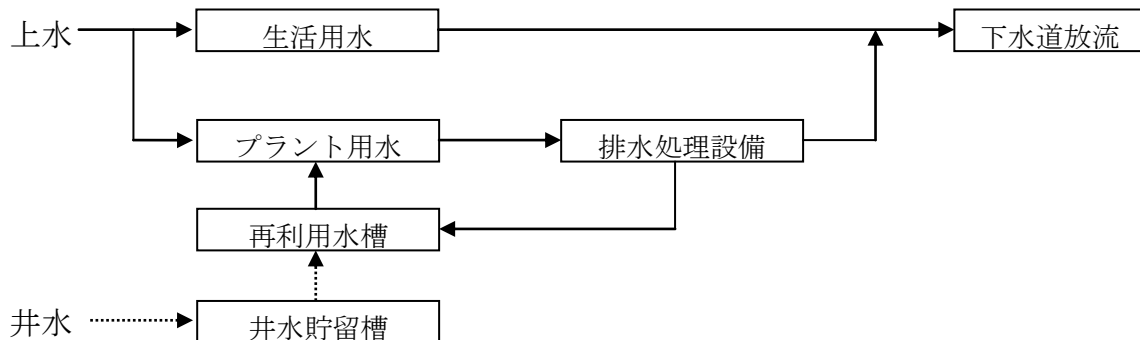 上水
生活用水
下水道放流
プラント用水
排水処理設備
再利用水槽
井水
井水貯留槽